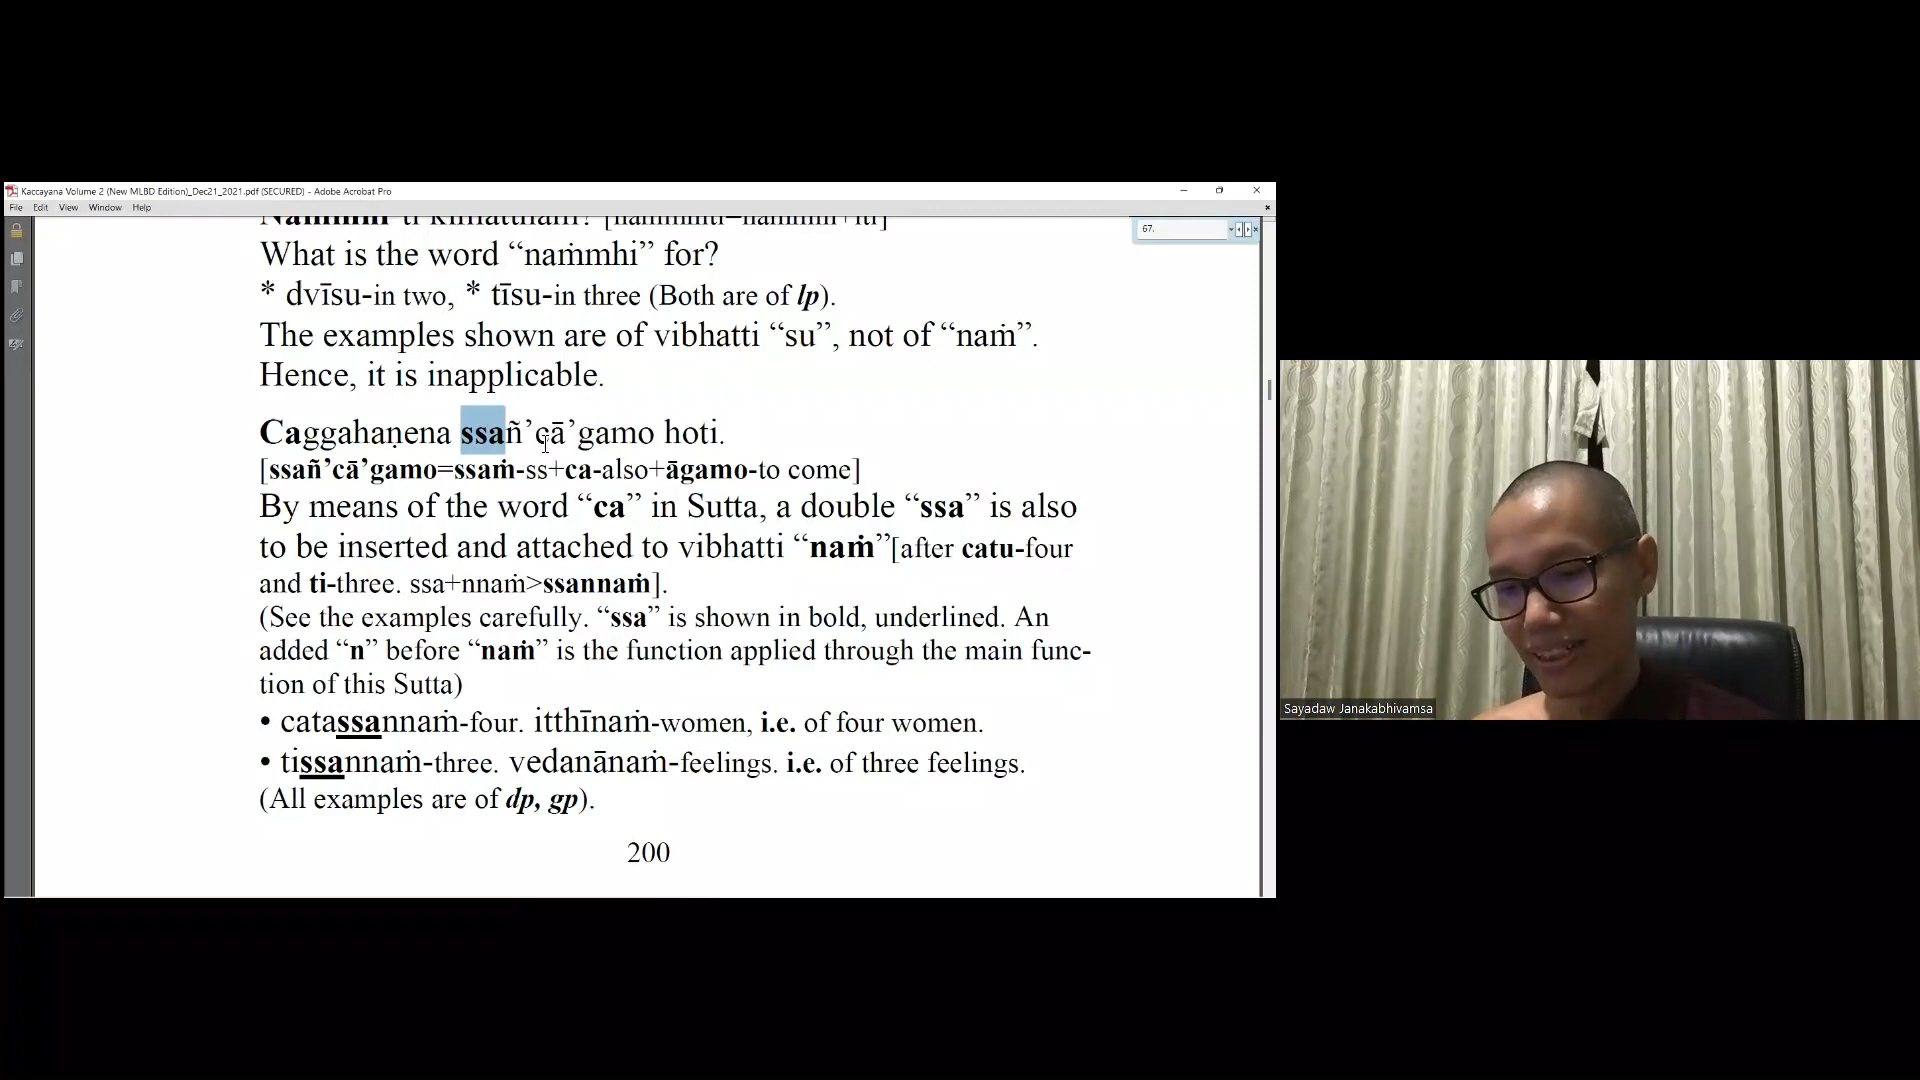 Kaccayana Volume 2 (New MLBD Edition)_Dec21_2021.pdf (SECURED) - Adobe Acrobat Pro
File Edit View Window Help
67.
What is the word “naṁmhi” for?
* dvīsu-in two, * tīsu-in three (Both are of lp).
The examples shown are of vibhatti “su”, not of “naṁ”.
Hence, it is inapplicable.
Caggahaṇena ssañ’cā’gamo hoti.
[ssañ’cā’gamo=ssaṁ-ss+ca-also+āgamo-to come]
By means of the word “ca” in Sutta, a double “ssa” is also
to be inserted and attached to vibhatti “naṁ”[after catu-four
and ti-three. ssa+nnaṁ>ssannaṁ].
(See the examples carefully. “ssa” is shown in bold, underlined. An
added “n” before “naṁ” is the function applied through the main func-
tion of this Sutta)
• catassannaṁ-four. itthīnaṁ-women, i.e. of four women.
• tissannaṁ-three. vedanānaṁ-feelings. i.e. of three feelings.
(All examples are of dp, gp).
200
Sayadaw Janakabhivamsa